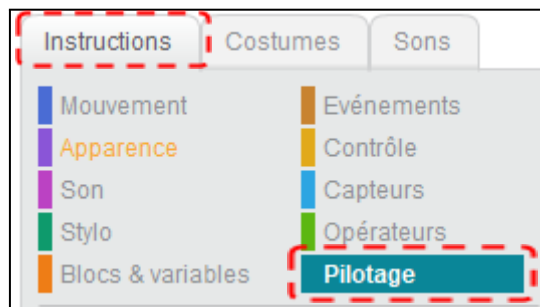 Instructions Costumes Sons
Mouvement Evénements
Apparence Contrôle
Son Capteurs
Stylo Opérateurs
Blocs & variables Pilotage